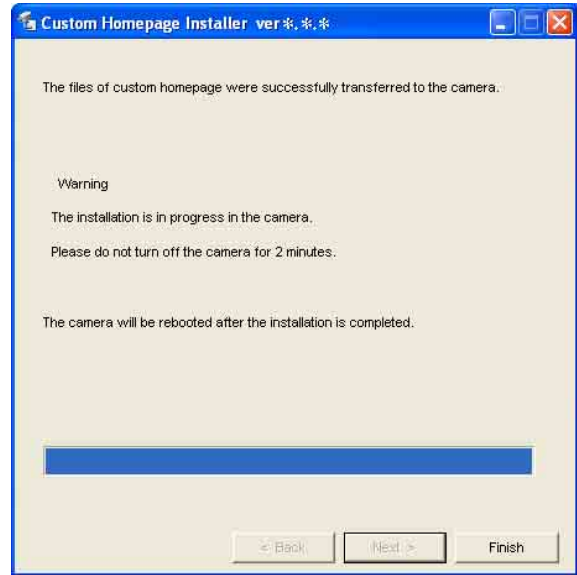 Custom Homepage Installer ver*.*.*
The files of custom homepage were successfully transferred to the camera.
Warning
The installation is in progress in the camera.
Please do not turn off the camera for 2 minutes.
The camera will be rebooted after the installation is completed.
< Back Next > Finish